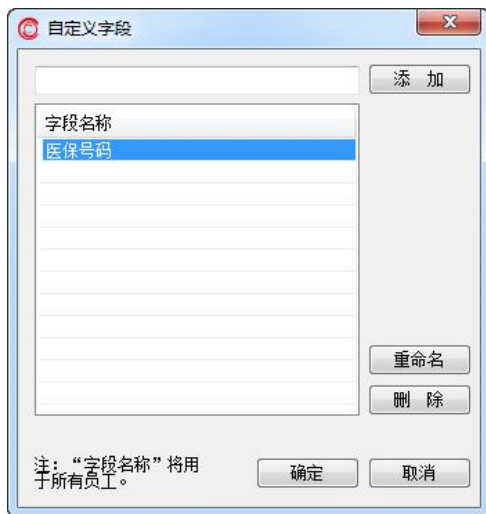 自定义字段
添 加
字段名称
医保号码
重命名
删 除
注：“字段名称”将用
于所有员工。
确定
取消